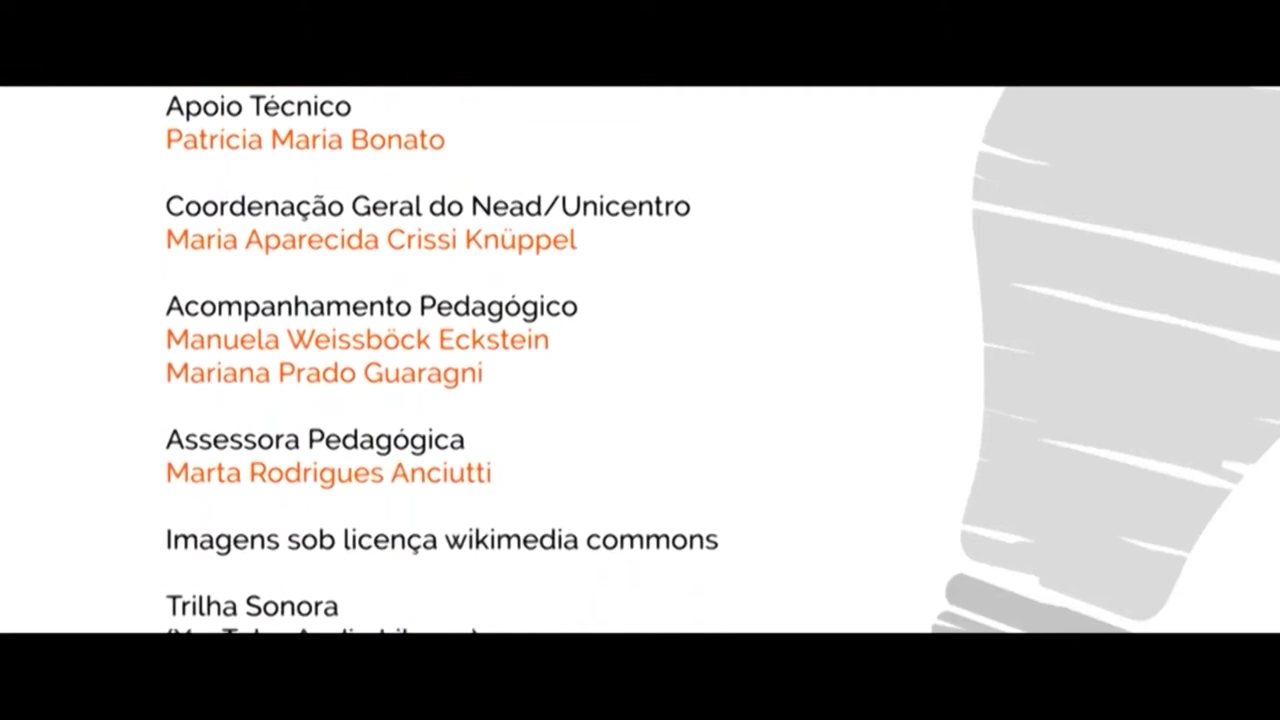 Apoio Técnico
Patrícia Maria Bonato
Coordenação Geral do Nead/Unicentro
Maria Aparecida Crissi Knüppel
Acompanhamento Pedagógico
Manuela Weissböck Eckstein
Mariana Prado Guaragni
Assessora Pedagógica
Marta Rodrigues Anciutti
Imagens sob licença wikimedia commons
Trilha Sonora